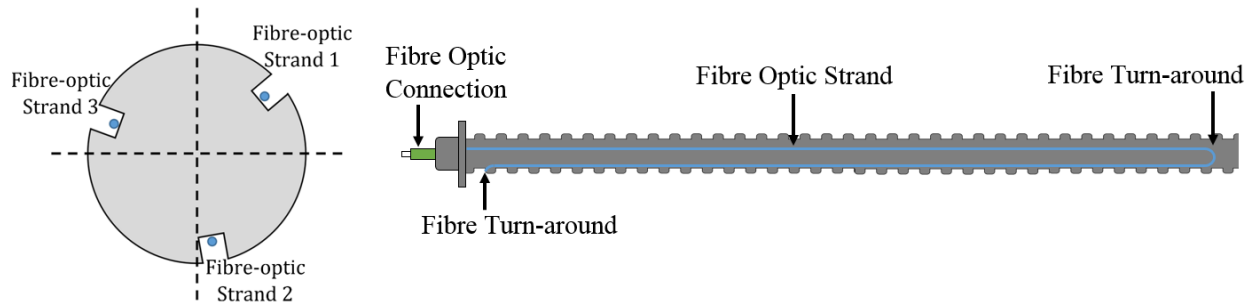 Fibre-optic
Strand 1
Fibre-optic
Strand 3
Fibre-optic
Strand 2
Fibre Optic
Connection
Fibre Optic Strand
Fibre Turn-around
Fibre Turn-around